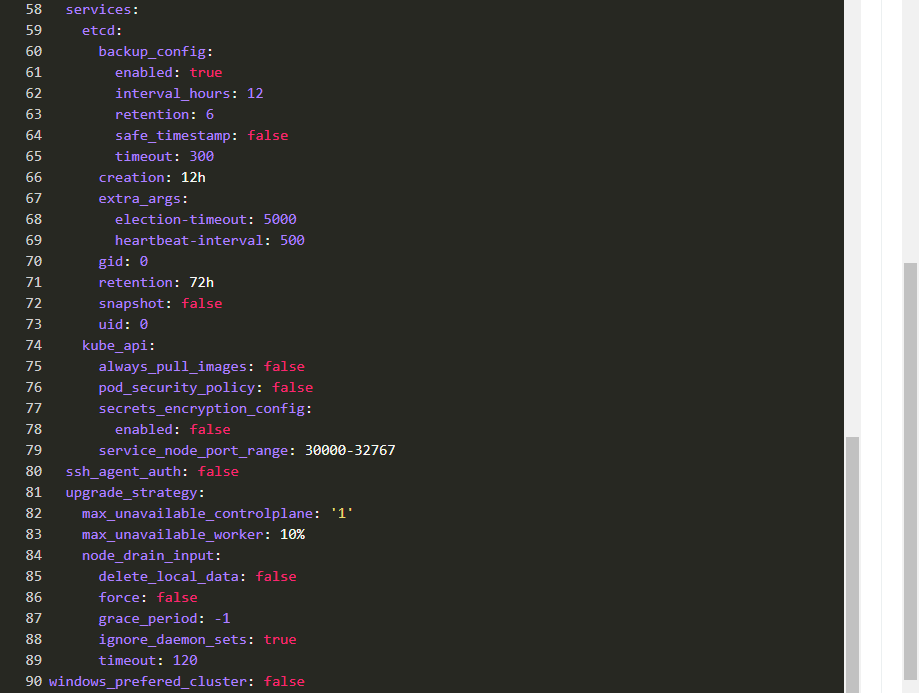 58 services:
59 etcd:
60 backup_config:
61 enabled: true
62 interval_hours: 12
63 retention: 6
64 safe_timestamp: false
65 timeout: 300
66 creation: 12h
67 extra_args:
68 election-timeout: 5000
69 heartbeat-interval: 500
70 gid: 0
71 retention: 72h
72 snapshot: false
73 uid: 0
74 kube_api:
75 always_pull_images: false
76 pod_security_policy: false
77 secrets_encryption_config:
78 enabled: false
79 service_node_port_range: 30000-32767
80 ssh_agent_auth: false
81 upgrade_strategy:
82 max_unavailable_controlplane: '1'
83 max_unavailable_worker: 10%
84 node_drain_input:
85 delete_local_data: false
86 force: false
87 grace_period: -1
88 ignore_daemon_sets: true
89 timeout: 120
90 windows_prefered_cluster: false